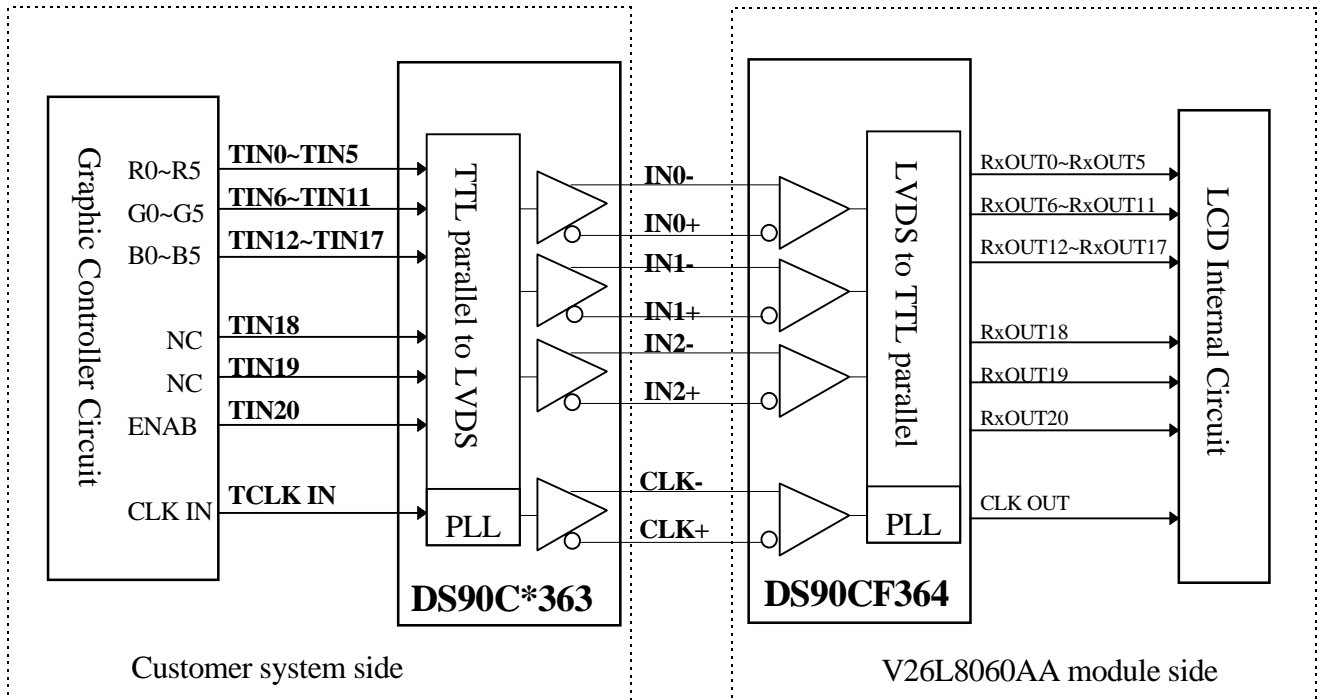 Graphic Controller Circuit
R0~R5
G0~G5
B0~B5
NC
NC
ENAB
CLK IN
TIN0~TIN5
TIN6~TIN11
TIN12~TIN17
TIN18
TIN19
TIN20
TCLK IN
TTL parallel to LVDS
PLL
DS90C*363
Customer system side
IN0-
IN0+
IN1-
IN1+
IN2-
IN2+
CLK-
CLK+
LVDS to TTL parallel
PLL
DS90CF364
RxOUT0~RxOUT5
RxOUT6~RxOUT11
RxOUT12~RxOUT17
RxOUT18
RxOUT19
RxOUT20
CLK OUT
LCD Internal Circuit
V26L8060AA module side